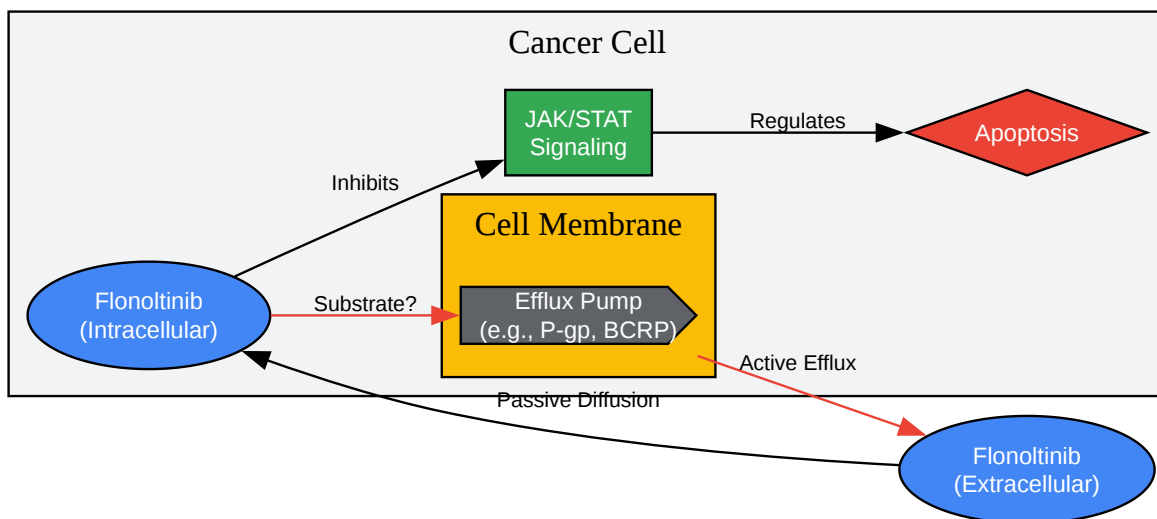 Cancer Cell
JAK/STAT
Signaling
Regulates
Apoptosis
Inhibits
Cell Membrane
Flonoltinib
(Intracellular)
Substrate?
Efflux Pump
(e.g., P-gp, BCRP)
Active Efflux
Passive Diffusion
Flonoltinib
(Extracellular)